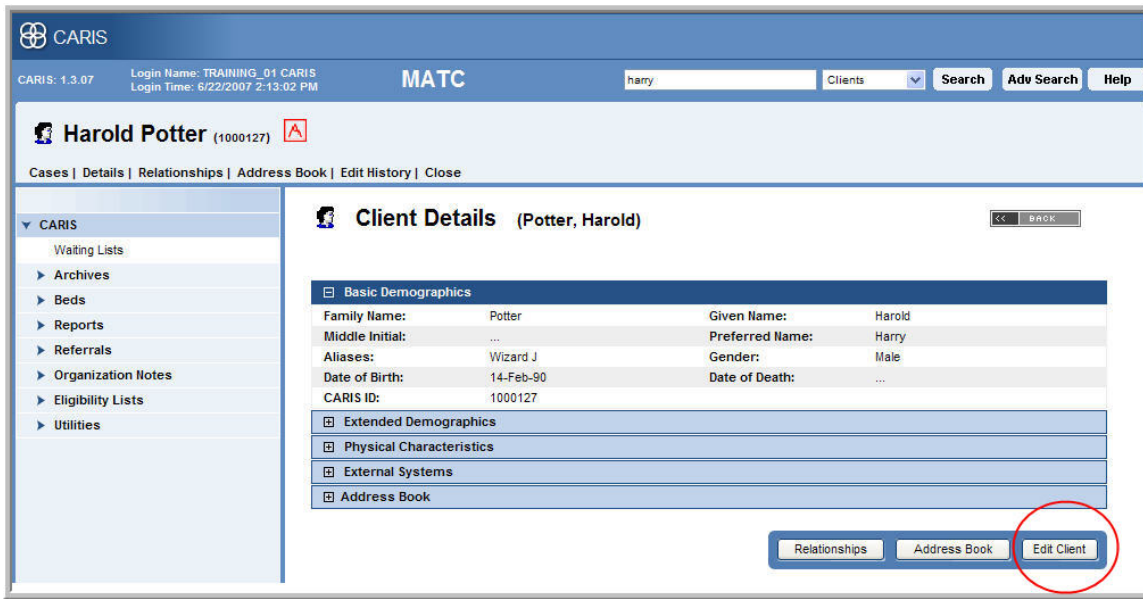 CARIS
CARIS: 1.3.07
Login Name: TRAINING_01 CARIS
Login Time: 6/22/2007 2:13:02 PM
MATC
harry
Clients
Search
Adv Search
Help
Harold Potter (1000127) A
Cases | Details | Relationships | Address Book | Edit History | Close
CARIS
Waiting Lists
Archives
Beds
Reports
Referrals
Organization Notes
Eligibility Lists
Utilities
Client Details (Potter, Harold)
<< BACK
Basic Demographics
Family Name: Potter Given Name: Harold
Middle Initial: ... Preferred Name: Harry
Aliases: Wizard J Gender: Male
Date of Birth: 14-Feb-90 Date of Death: ...
CARIS ID: 1000127
Extended Demographics
Physical Characteristics
External Systems
Address Book
Relationships Address Book Edit Client